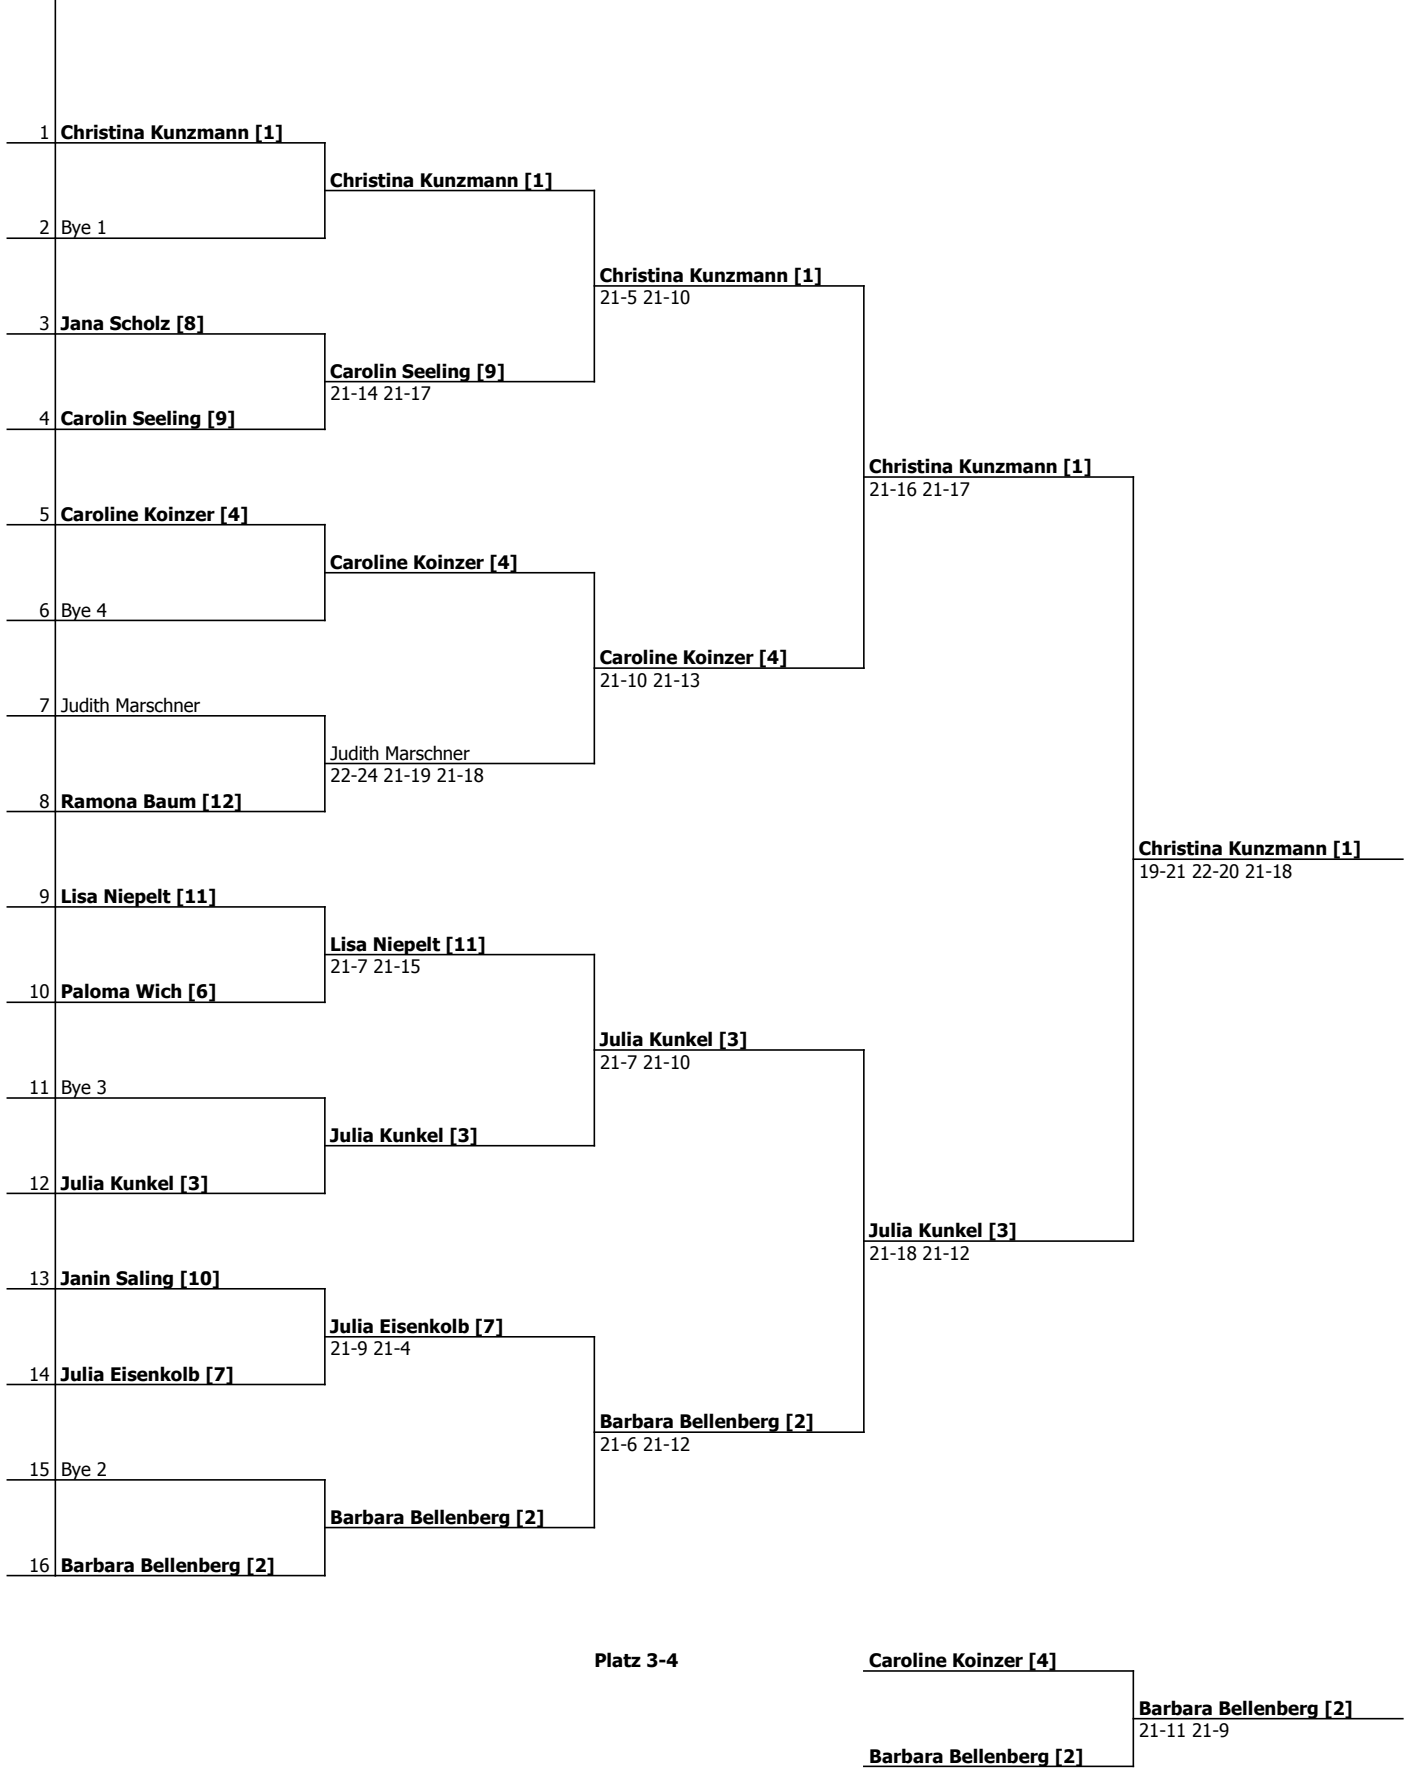 1 Christina Kunzmann [1]
Christina Kunzmann [1]
2 Bye 1
Christina Kunzmann [1]
21-5 21-10
3 Jana Scholz [8]
Carolin Seeling [9]
21-14 21-17
4 Carolin Seeling [9]
Christina Kunzmann [1]
21-16 21-17
5 Caroline Koinzer [4]
Caroline Koinzer [4]
6 Bye 4
Caroline Koinzer [4]
21-10 21-13
7 Judith Marschner
Judith Marschner
22-24 21-19 21-18
8 Ramona Baum [12]
Christina Kunzmann [1]
19-21 22-20 21-18
9 Lisa Niepelt [11]
Lisa Niepelt [11]
21-7 21-15
10 Paloma Wich [6]
Julia Kunkel [3]
21-7 21-10
11 Bye 3
Julia Kunkel [3]
12 Julia Kunkel [3]
Julia Kunkel [3]
21-18 21-12
13 Janin Saling [10]
Julia Eisenkolb [7]
21-9 21-4
14 Julia Eisenkolb [7]
Barbara Bellenberg [2]
21-6 21-12
15 Bye 2
Barbara Bellenberg [2]
16 Barbara Bellenberg [2]
Platz 3-4
Caroline Koinzer [4]
Barbara Bellenberg [2]
21-11 21-9
Barbara Bellenberg [2]